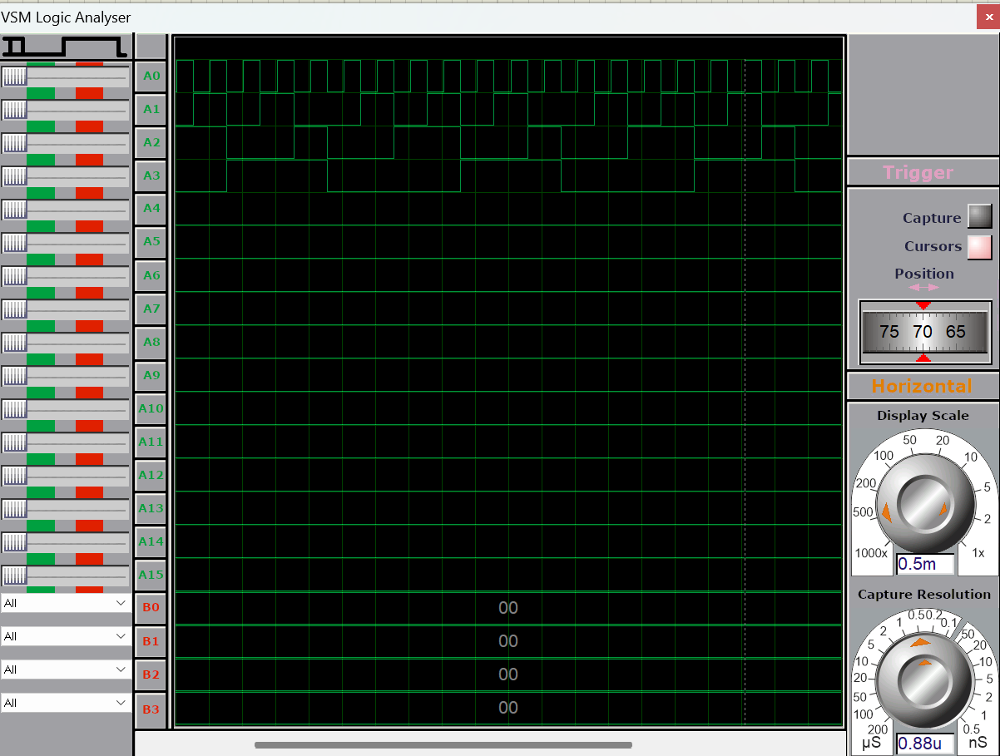 VSM Logic Analyser
×
A0
A1
A2
A3
A4
A5
A6
A7
A8
A9
A10
A11
A12
A13
A14
A15
All
B0
00
All
B1
00
All
B2
00
All
B3
00
Trigger
Capture
Cursors
Position
75 70 65
Horizontal
Display Scale
1000x 500 200 100 50 20 10 5 2 1x
0.5m
Capture Resolution
200 100 50 20 10 5 2 1 0.5 0.2 0.1 50 20 10 5 2 1 0.5
µS 0.88u nS